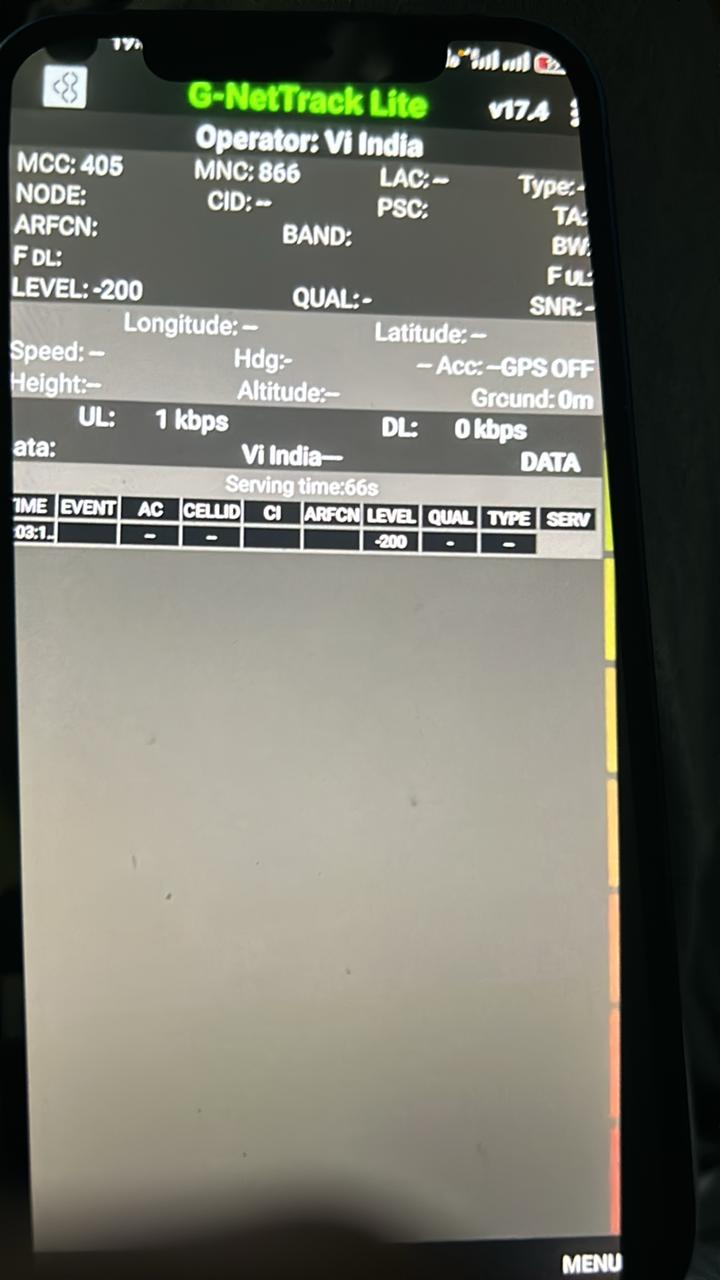 G-NetTrack Lite v17.4
Operator: Vi India
MCC: 405 MNC: 866 LAC:-- Type:-
NODE: CID:-- PSC: TA:
ARFCN: BAND: BW:
F DL: F UL:
LEVEL: -200 QUAL:- SNR:-
Longitude: -- Latitude: --
Speed: -- Hdg:- -- Acc: --GPS OFF
Height:-- Altitude:-- Ground: 0m
UL: 1 kbps DL: 0 kbps
ata: Vi India-- DATA
Serving time:66s
IME EVENT AC CELLID CI ARFCN LEVEL QUAL TYPE SERV
:03:1.. -- -- -200 - --
MENU